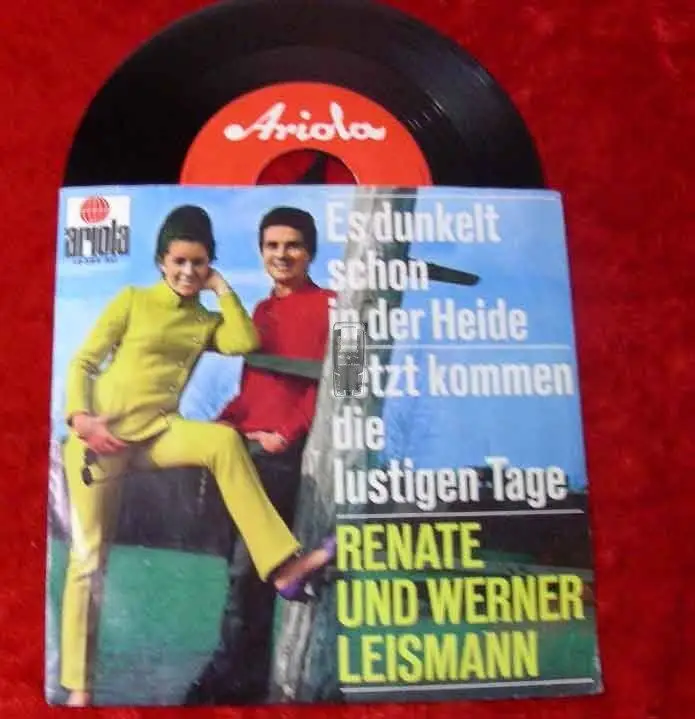 Ariola
ariola
Es dunkelt
schon
in der Heide
Jetzt kommen
die
lustigen Tage
RENATE
UND WERNER
LEISMANN